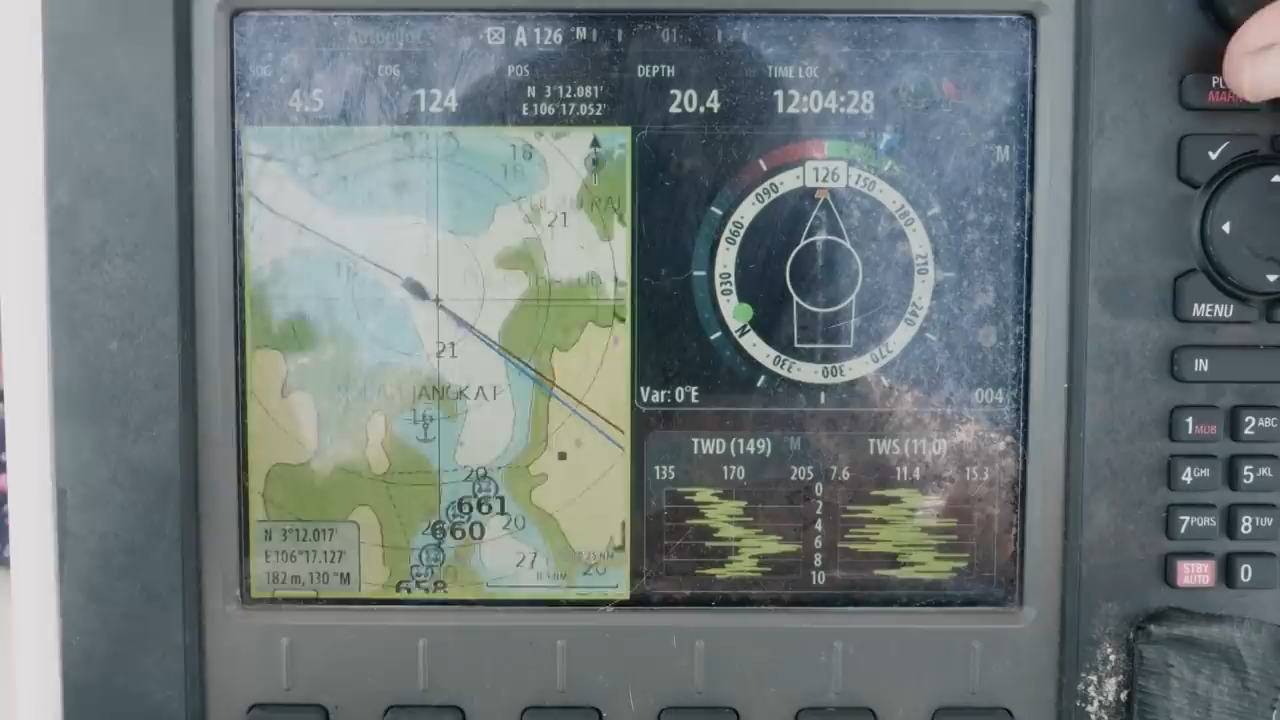 Autopilot A 126 °M 01
SOG COG POS DEPTH TIME LOC
4.5 124 N 3°12.081' 20.4 12:04:28
E 106°17.052'
18
18
21
21
16
20
661
660
20
27
20
658
N 3°12.017'
E 106°17.127'
182 m, 130 °M
°M
126
090 150
060 180
030 210
N 240
330 300 270
Var: 0°E 004
TWD (149) °M TWS (11.0)
135 170 205 7.6 11.4 15.3
0
2
4
6
8
10
MARK
MENU
IN
1 MOB 2 ABC
4 GHI 5 JKL
7 PQRS 8 TUV
STBY
AUTO 0